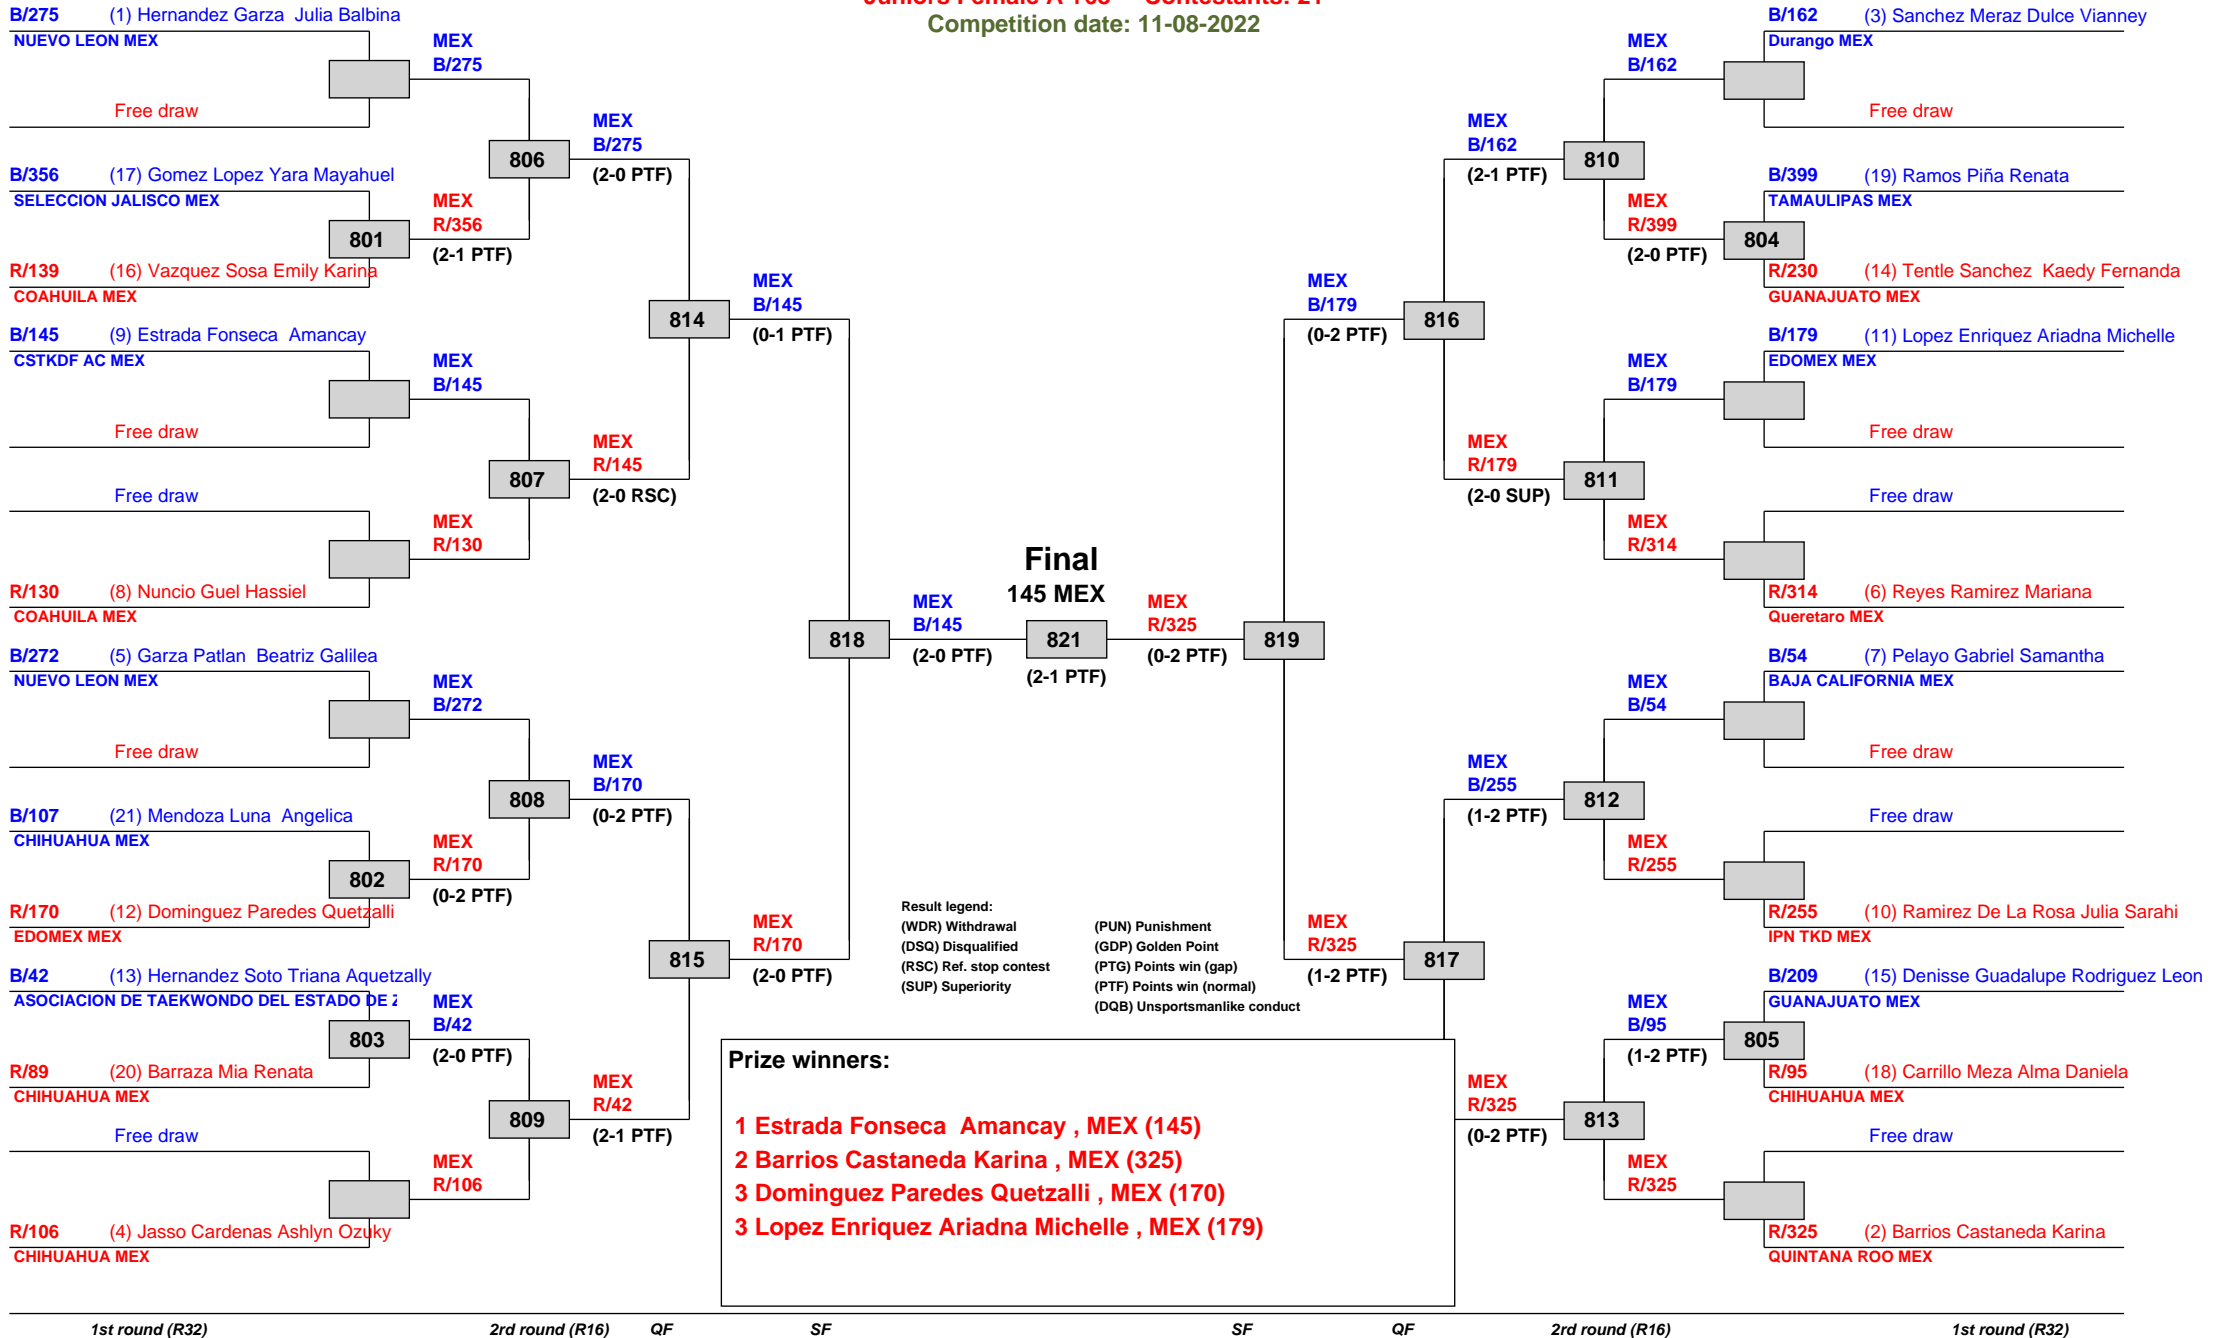 Juniors Female A-168 Contestants: 21
Competition date: 11-08-2022
B/275 (1) Hernandez Garza Julia Balbina
NUEVO LEON MEX
Free draw
B/356 (17) Gomez Lopez Yara Mayahuel
SELECCION JALISCO MEX
801
R/139 (16) Vazquez Sosa Emily Karina
COAHUILA MEX
B/145 (9) Estrada Fonseca Amancay
CSTKDF AC MEX
Free draw
Free draw
R/130 (8) Nuncio Guel Hassiel
COAHUILA MEX
B/272 (5) Garza Patlan Beatriz Galilea
NUEVO LEON MEX
Free draw
B/107 (21) Mendoza Luna Angelica
CHIHUAHUA MEX
802
R/170 (12) Dominguez Paredes Quetzalli
EDOMEX MEX
B/42 (13) Hernandez Soto Triana Aquetzally
ASOCIACION DE TAEKWONDO DEL ESTADO DE
803
R/89 (20) Barraza Mia Renata
CHIHUAHUA MEX
Free draw
R/106 (4) Jasso Cardenas Ashlyn Ozuky
CHIHUAHUA MEX
MEX
B/275
806
MEX
R/356
(2-1 PTF)
MEX
B/145
807
MEX
R/130
MEX
B/272
808
MEX
R/170
(0-2 PTF)
MEX
B/42
(2-0 PTF)
809
MEX
R/106
MEX
B/275
(2-0 PTF)
814
MEX
R/145
(2-0 RSC)
MEX
B/170
(0-2 PTF)
815
MEX
R/42
(2-1 PTF)
MEX
B/145
(0-1 PTF)
818
MEX
R/170
(2-0 PTF)
MEX
B/145
(2-0 PTF)
Final
145 MEX
821
(2-1 PTF)
MEX
R/325
(0-2 PTF)
819
MEX
B/179
(0-2 PTF)
816
MEX
R/325
(1-2 PTF)
817
MEX
B/162
(2-1 PTF)
810
MEX
R/179
(2-0 SUP)
811
MEX
B/255
(1-2 PTF)
812
MEX
R/325
(0-2 PTF)
813
MEX
B/162
MEX
R/399
(2-0 PTF)
MEX
B/179
MEX
R/314
MEX
B/54
MEX
R/255
MEX
B/95
(1-2 PTF)
MEX
R/325
B/162 (3) Sanchez Meraz Dulce Vianney
Durango MEX
Free draw
B/399 (19) Ramos Piña Renata
TAMAULIPAS MEX
804
R/230 (14) Tentle Sanchez Kaedy Fernanda
GUANAJUATO MEX
B/179 (11) Lopez Enriquez Ariadna Michelle
EDOMEX MEX
Free draw
Free draw
R/314 (6) Reyes Ramirez Mariana
Queretaro MEX
B/54 (7) Pelayo Gabriel Samantha
BAJA CALIFORNIA MEX
Free draw
Free draw
R/255 (10) Ramirez De La Rosa Julia Sarahi
IPN TKD MEX
B/209 (15) Denisse Guadalupe Rodriguez Leon
GUANAJUATO MEX
805
R/95 (18) Carrillo Meza Alma Daniela
CHIHUAHUA MEX
Free draw
R/325 (2) Barrios Castaneda Karina
QUINTANA ROO MEX
Result legend:
(WDR) Withdrawal (PUN) Punishment
(DSQ) Disqualified (GDP) Golden Point
(RSC) Ref. stop contest (PTG) Points win (gap)
(SUP) Superiority (PTF) Points win (normal)
(DQB) Unsportsmanlike conduct
Prize winners:
1 Estrada Fonseca Amancay , MEX (145)
2 Barrios Castaneda Karina , MEX (325)
3 Dominguez Paredes Quetzalli , MEX (170)
3 Lopez Enriquez Ariadna Michelle , MEX (179)
1st round (R32) 2rd round (R16) QF SF SF QF 2rd round (R16) 1st round (R32)